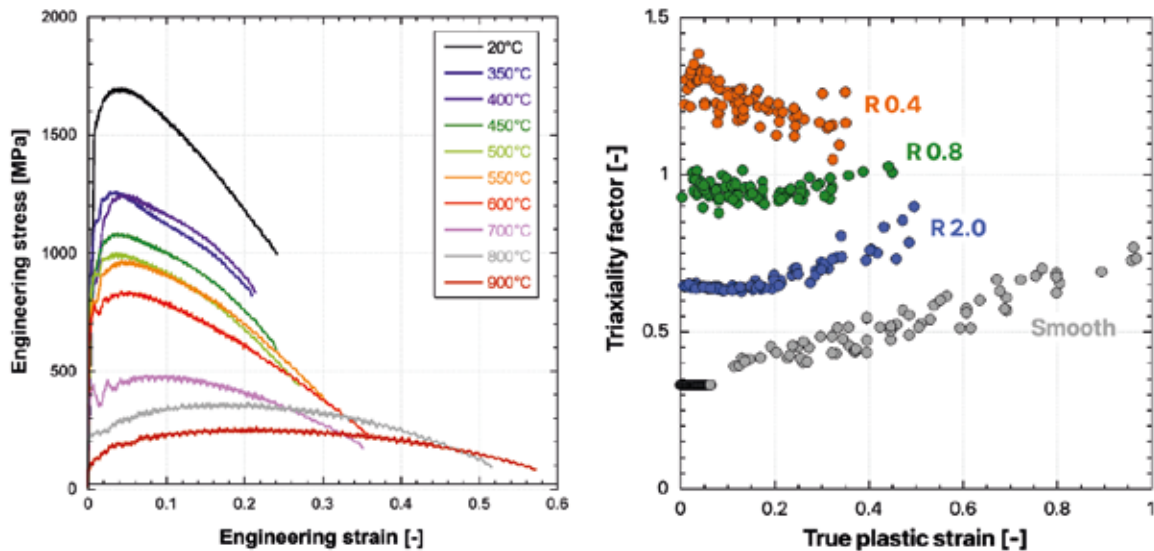 2000
1500
1000
500
0
Engineering stress [MPa]
20°C
350°C
400°C
450°C
500°C
550°C
600°C
700°C
800°C
900°C
0 0.1 0.2 0.3 0.4 0.5 0.6
Engineering strain [-]
1.5
1
0.5
0
Triaxiality factor [-]
R 0.4
R 0.8
R 2.0
Smooth
0 0.2 0.4 0.6 0.8 1
True plastic strain [-]